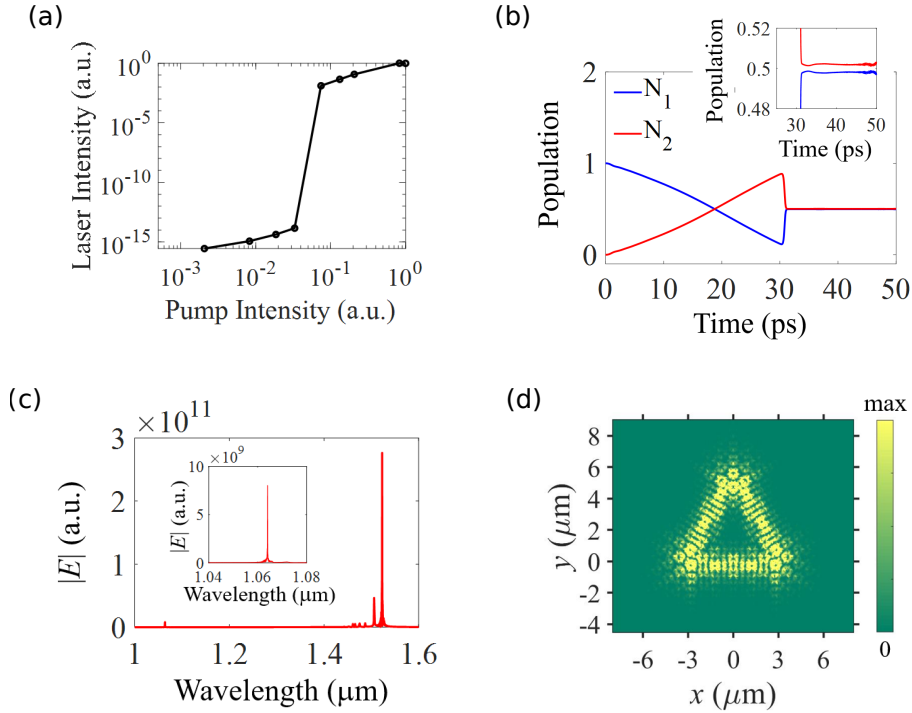 (a)
Laser Intensity (a.u.)
10^0
10^-5
10^-10
10^-15
10^-3
10^-2
10^-1
10^0
Pump Intensity (a.u.)
(b)
Population
2
1
0
N_1
N_2
0
10
20
30
40
50
Time (ps)
Population
0.52
0.5
0.48
30
40
50
Time (ps)
(c)
×10^11
|E| (a.u.)
3
2
1
0
1
1.2
1.4
1.6
Wavelength (μm)
×10^9
|E| (a.u.)
10
5
0
1.04
1.06
1.08
Wavelength (μm)
(d)
y (μm)
8
6
4
2
0
-2
-4
-6
-3
0
3
6
x (μm)
max
0